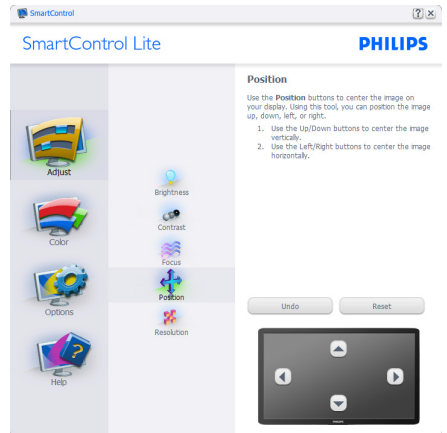 SmartControl
SmartControl Lite
PHILIPS
Adjust
Color
Options
Help
Brightness
Contrast
Focus
Position
Resolution
Position
Use the Position buttons to center the image on
your display. Using this tool, you can position the image
up, down, left, or right.
1. Use the Up/Down buttons to center the image
vertically.
2. Use the Left/Right buttons to center the image
horizontally.
Undo
Reset
PHILIPS